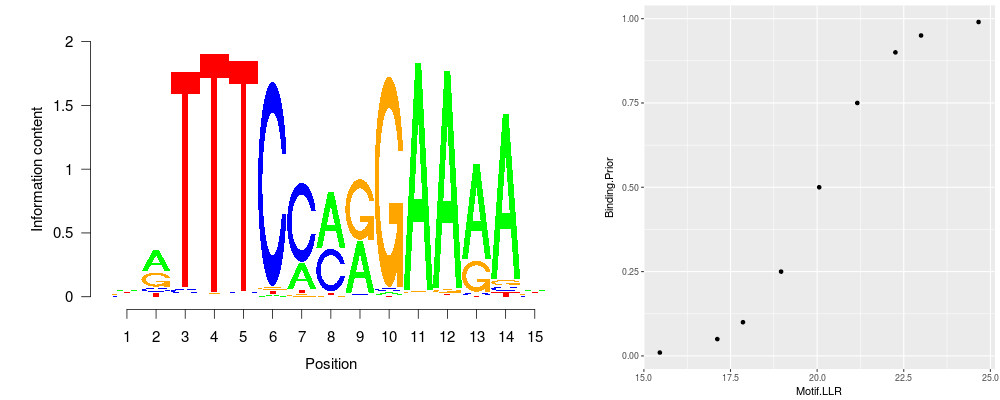 2
1.5
1
0.5
0
Information content
A
G
T
T
T
C
C
A
A
C
G
A
G
A
A
A
G
A
1 2 3 4 5 6 7 8 9 10 11 12 13 14 15
Position
1.00
0.75
0.50
0.25
0.00
Binding.Prior
15.0 17.5 20.0 22.5 25.0
Motif.LLR